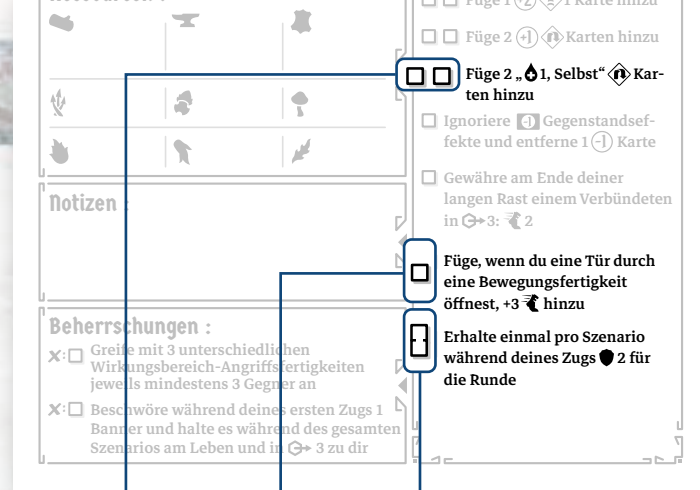 Füge 1 +2 1 Karte hinzu
Füge 2 +1 Karten hinzu
Füge 2 „ 1, Selbst“ Kar-
ten hinzu
Ignoriere -1 Gegenstandsef-
fekte und entferne 1 -1 Karte
Gewähre am Ende deiner
langen Rast einem Verbündeten
in 3: 2
Notizen :
Füge, wenn du eine Tür durch
eine Bewegungsfertigkeit
öffnest, +3 hinzu
Erhalte einmal pro Szenario
während deines Zugs 2 für
die Runde
Beherrschungen :
X: Greife mit 3 unterschiedlichen
Wirkungsbereich-Angriffsfertigkeiten
jeweils mindestens 3 Gegner an
X: Beschwöre während deines ersten Zugs 1
Banner und halte es während des gesamten
Szenarios am Leben und in 3 zu dir